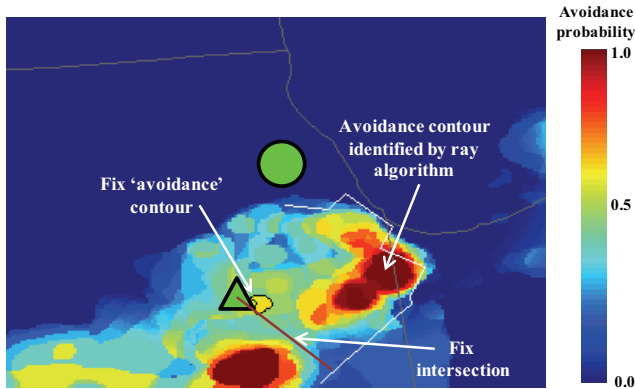 Avoidance
probability
1.0
Avoidance contour
identified by ray
algorithm
Fix ‘avoidance’
contour
0.5
Fix
intersection
0.0